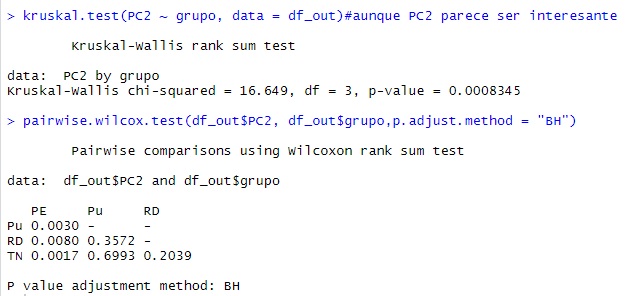 > kruskal.test(PC2 ~ grupo, data = df_out)#aunque PC2 parece ser interesante
Kruskal-Wallis rank sum test
data:  PC2 by grupo
Kruskal-Wallis chi-squared = 16.649, df = 3, p-value = 0.0008345
> pairwise.wilcox.test(df_out$PC2, df_out$grupo,p.adjust.method = "BH")
Pairwise comparisons using Wilcoxon rank sum test
data:  df_out$PC2 and df_out$grupo
   PE     Pu     RD
Pu 0.0030 -      -
RD 0.0080 0.3572 -
TN 0.0017 0.6993 0.2039
P value adjustment method: BH